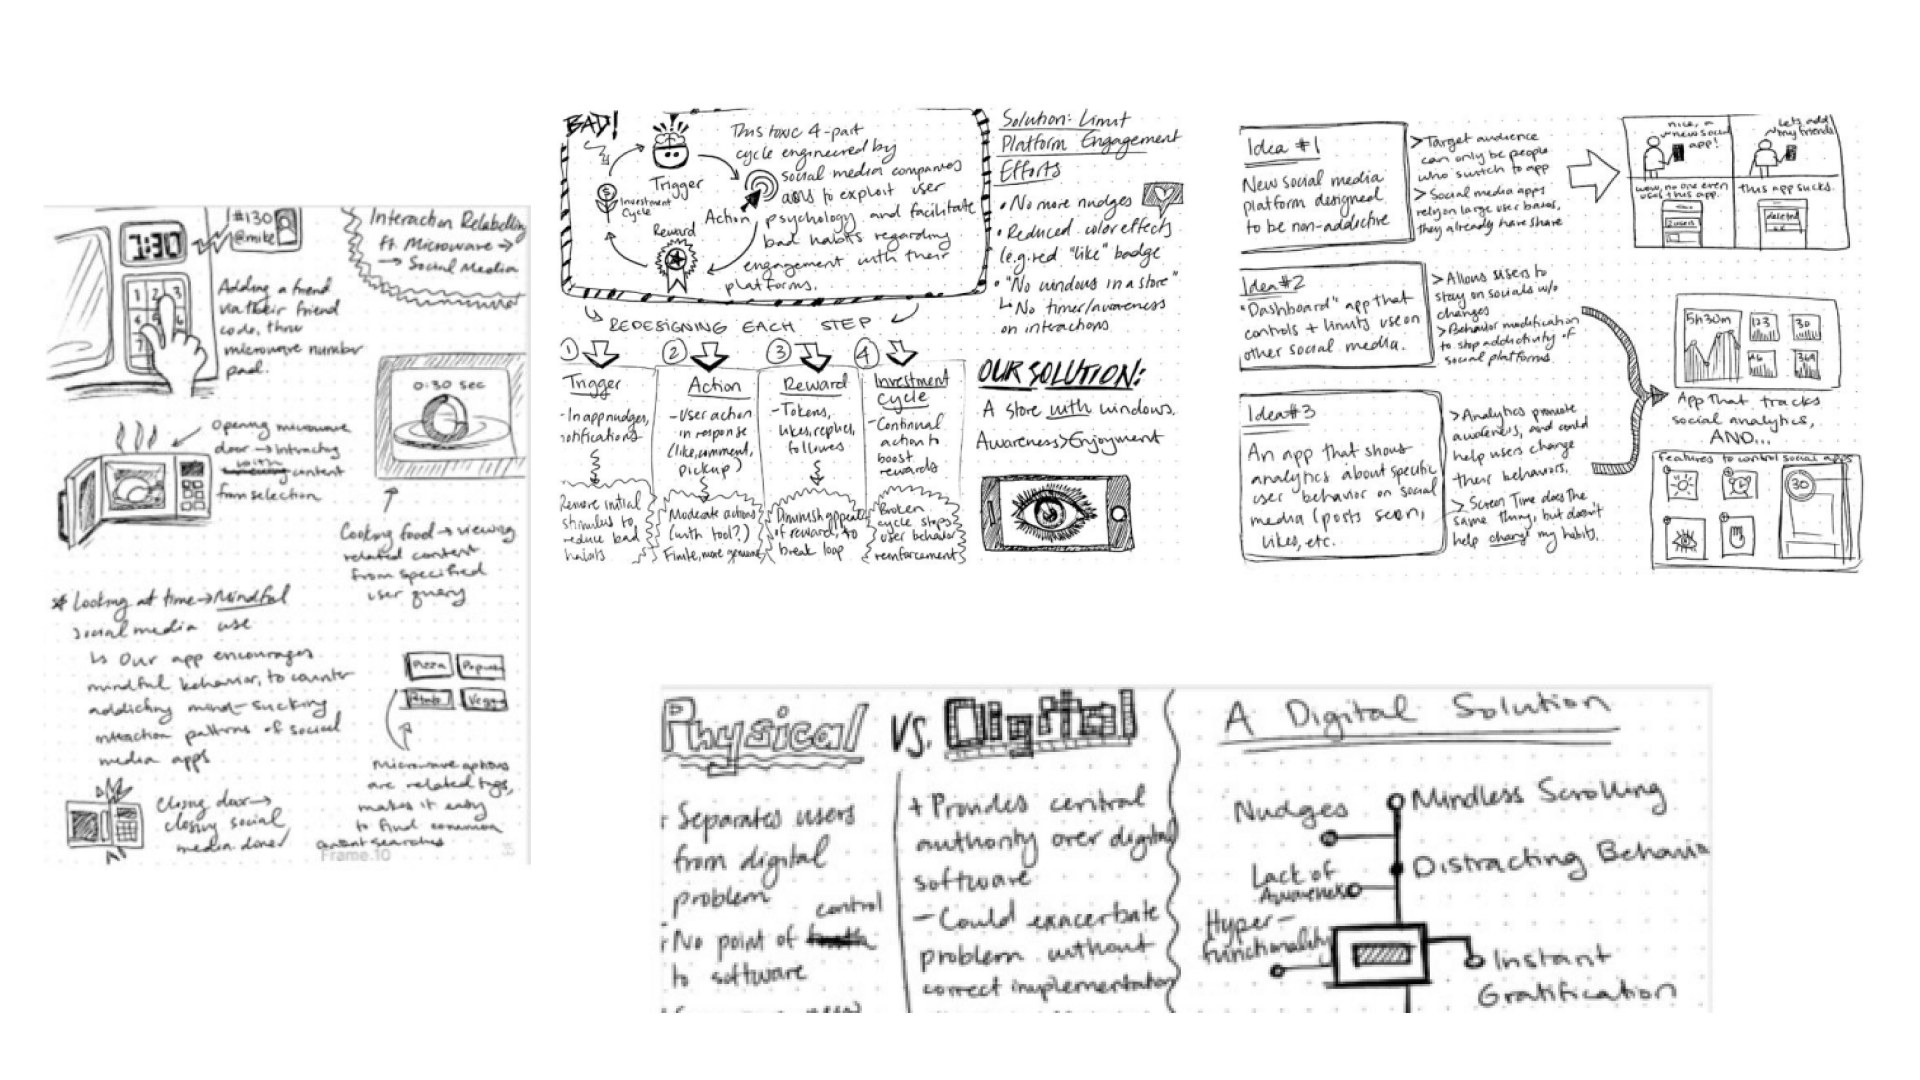 1:30
#130
@mike
1 2 3
Interaction Relabelling
ft. Microwave →
→ Social Media
Adding a friend
via their friend
code, thru
microwave number
pad.
0:30 sec
Opening microwave
door → interacting
with content
from selection
Cooking food → viewing
related content
from specified
user query
* Looking at time → Mindful
social media use
↳ Our app encourages
mindful behavior, to counter
addicting mind-sucking
interaction patterns of social
media apps
Pizza
Veggy
Microwave options
are related tags,
makes it easy
to find common
content searches
closing door →
closing social
media done!
Frame 10
BAD!
Trigger
Action
Reward
Investment
Cycle
This toxic 4-part
cycle engineered by
social media companies
aims to exploit user
psychology and facilitate
bad habits regarding
engagement with their
platforms.
REDESIGNING EACH STEP
1
Trigger
- In app nudges,
notifications
Remove initial
stimulus to
reduce bad
habits
2
Action
- User action
in response
(like, comment,
pickup)
Moderate actions
(with tool?)
Finite, more genuine
3
Reward
- Tokens,
likes, replies,
follows
Diminish appeal
of reward, to
break loop
4
Investment
cycle
- Continual
action to
boost
rewards
Broken
cycle stops
user behavior
reinforcement
Solution: Limit
Platform Engagement
Efforts
• No more nudges
• Reduced color effects
(e.g. red "like" badge
• "No windows in a store"
↳ No timer/awareness
on interactions
OUR SOLUTION:
A store with windows.
Awareness>Enjoyment
Idea #1
New social media
platform designed
to be non-addictive
> Target audience
can only be people
who switch to app
> Social media apps
rely on large user bases,
they already have share
nice, a
new social
app!
Lets add
my friends
wow, no one even
uses this app.
2 users
this app sucks.
deleted
Idea #2
"Dashboard" app that
controls + limits use on
other social media.
> Allows users to
stay on socials w/o
changes
> Behavior modification
to stop addictivity of
social platforms.
Idea #3
An app that shows
analytics about specific
user behavior on social
media (posts seen,
likes, etc.
> Analytics promote
audiences, and could
help users change
their behaviors.
> Screen Time does the
same thing, but doesn't
help change my habits.
5h30m
123
30
46
369
App that tracks
social analytics,
AND...
Features to control social apps
30
Physical vs. Digital
+ Separates users
from digital
problem
- No point of control
to software
+ Provides central
authority over digital
software
- Could exacerbate
problem without
correct implementation
A Digital Solution
Nudges
Mindless Scrolling
Lack of
Awareness
Distracting Behavior
Hyper-
functionality
Instant
Gratification